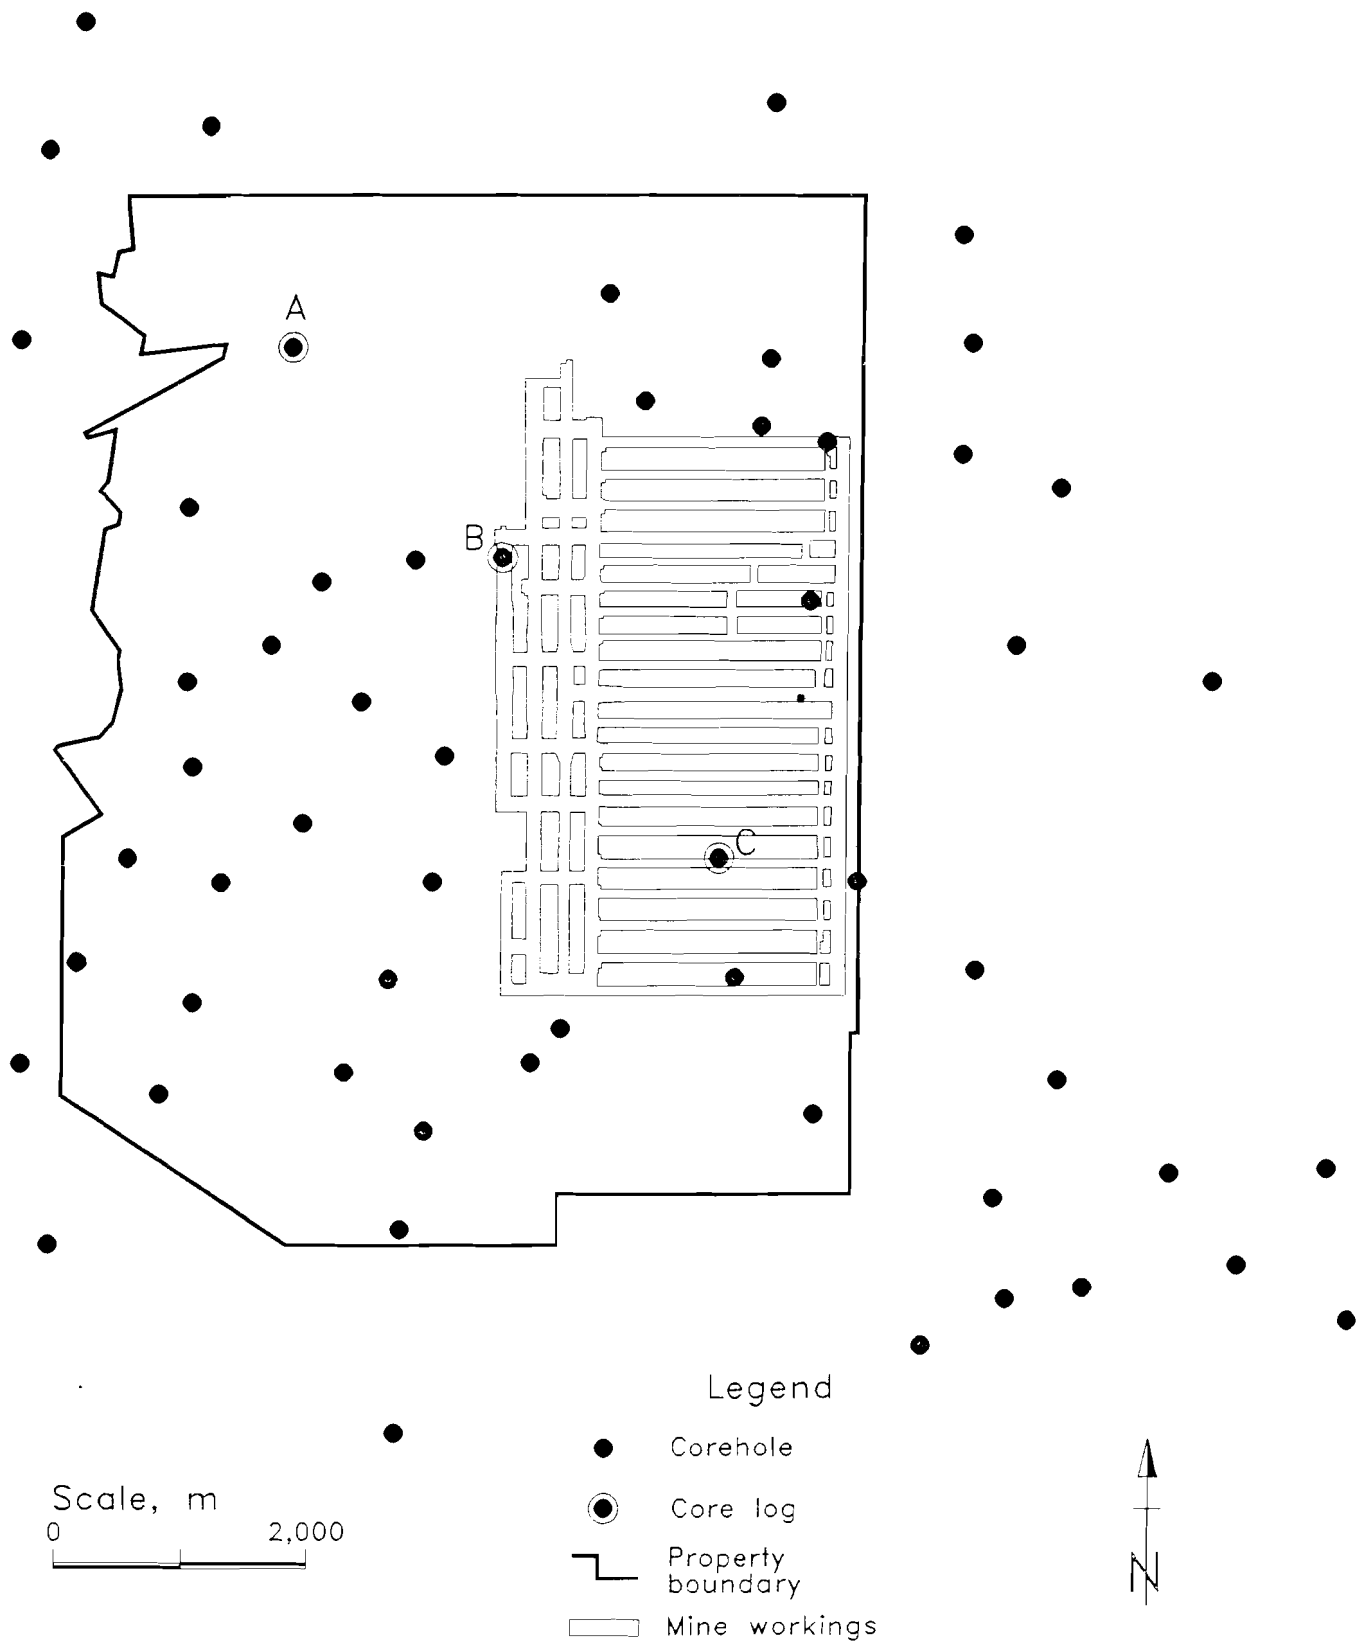 A
B
C
Legend
Corehole
Core log
Property
boundary
Mine workings
Scale, m
0 2,000
N